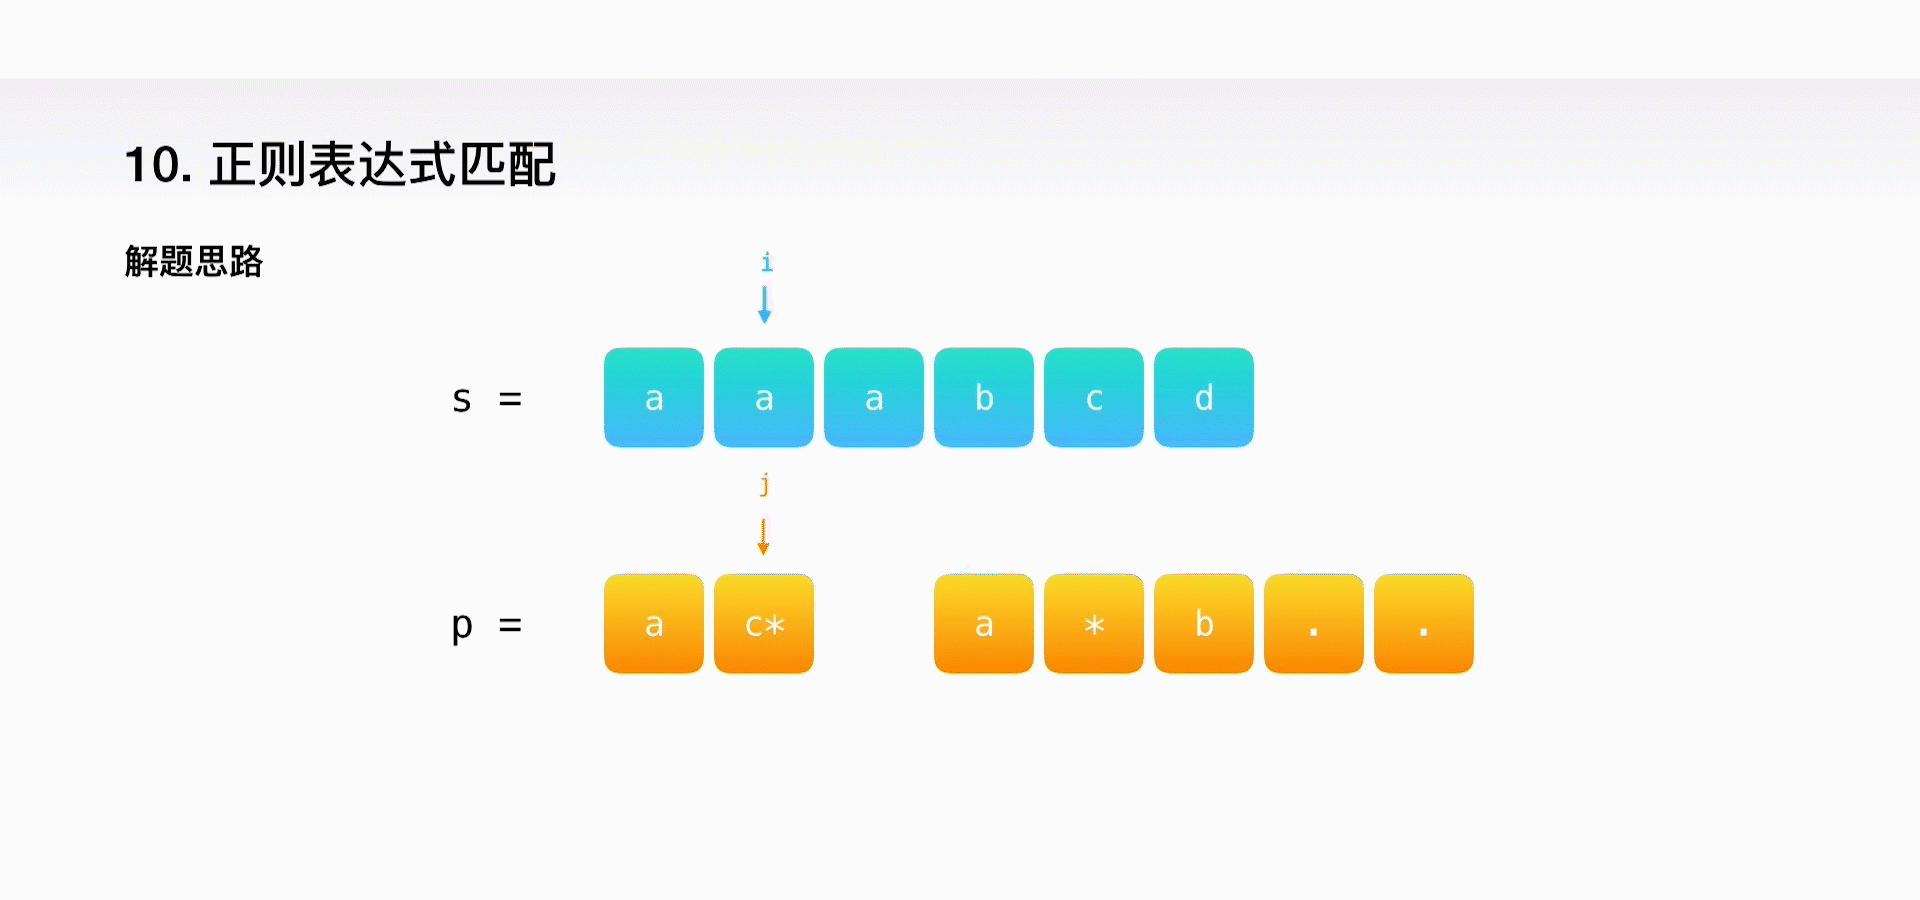 10. 正则表达式匹配
解题思路
i
s = a a a b c d
j
p = a c* a * b . .